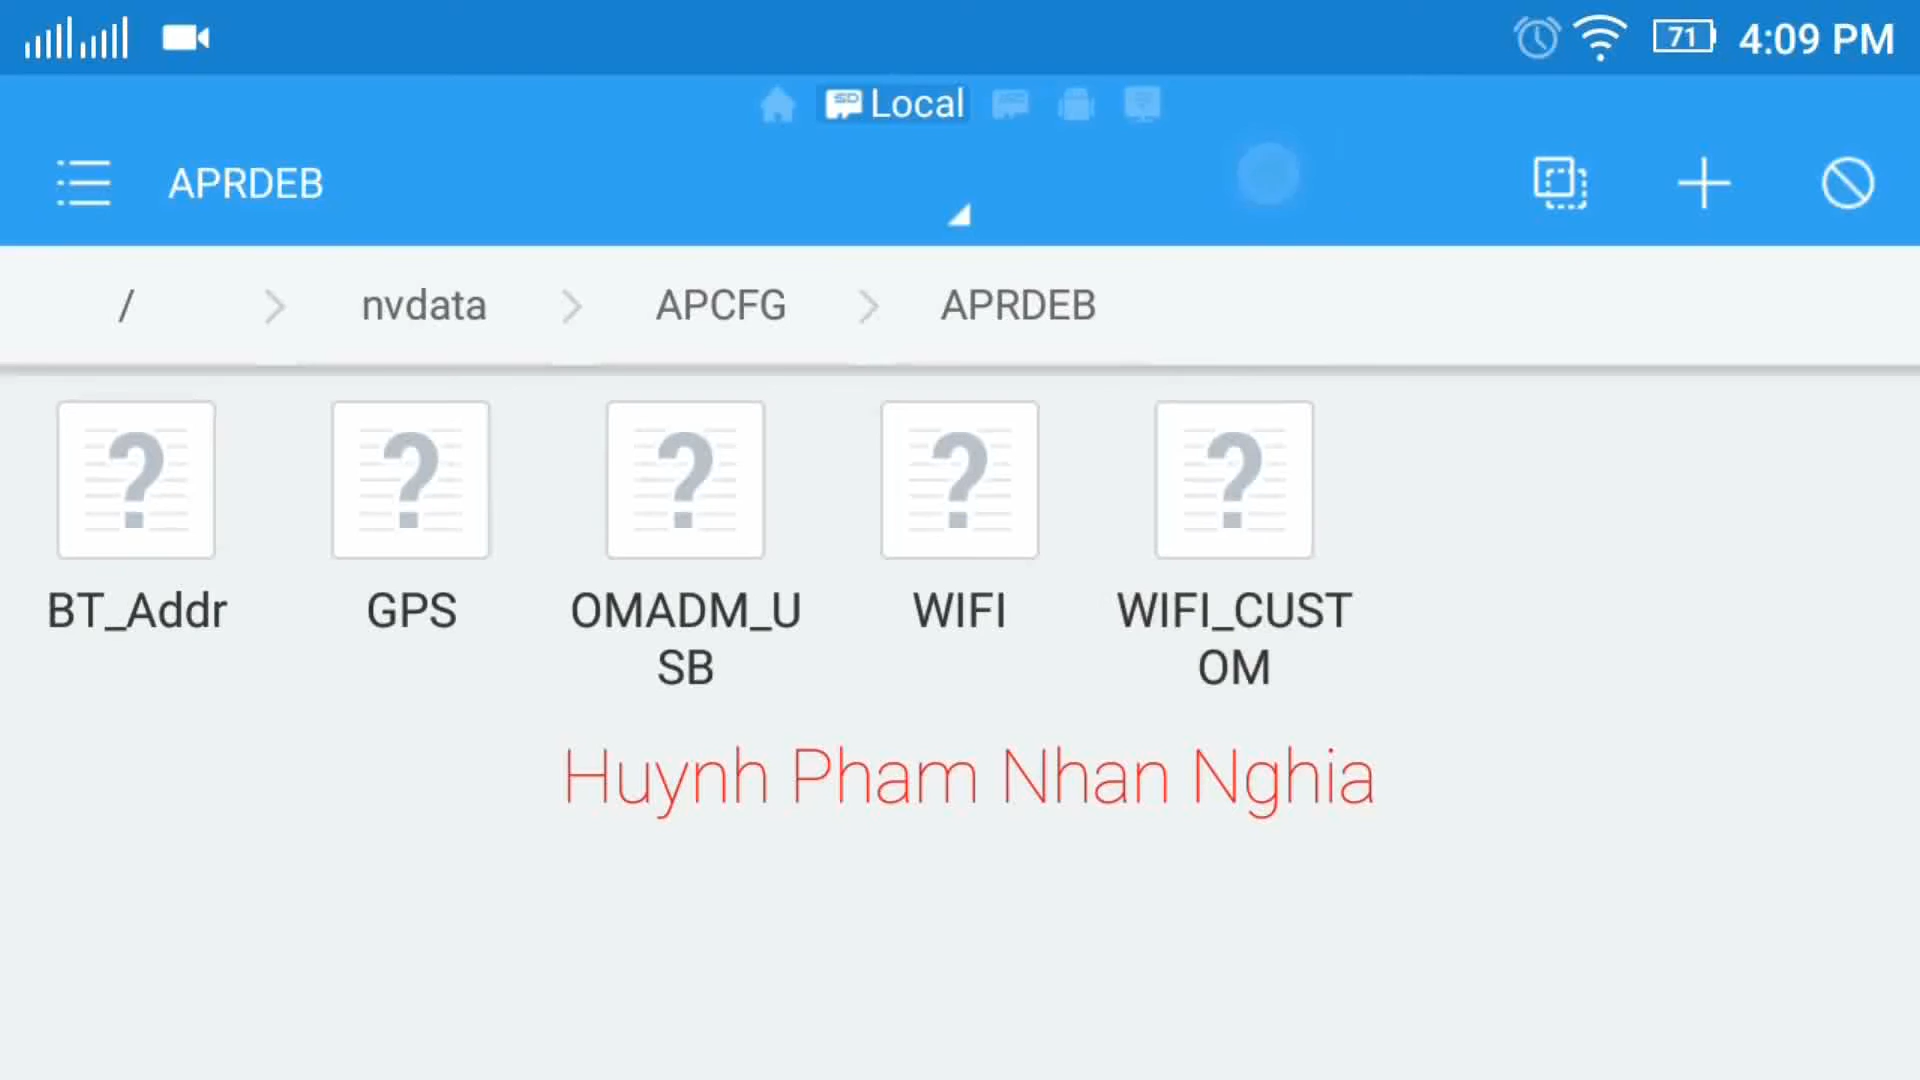 71 4:09 PM
Local
APRDEB
/ nvdata APCFG APRDEB
BT_Addr GPS OMADM_U WIFI WIFI_CUST
SB OM
Huynh Pham Nhan Nghia